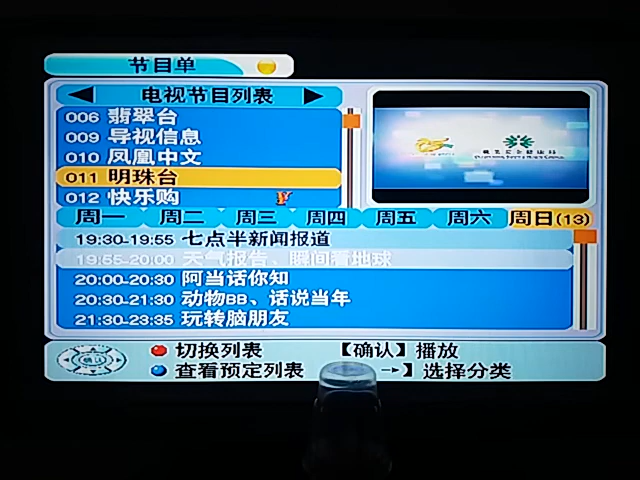 节目单
电视节目列表
006 翡翠台
009 导视信息
010 凤凰中文
011 明珠台
012 快乐购
周一 周二 周三 周四 周五 周六 周日(13)
19:30-19:55 七点半新闻报道
19:55-20:00 天气报告、瞬间看地球
20:00-20:30 阿当话你知
20:30-21:30 动物BB、话说当年
21:30-23:35 玩转脑朋友
确认 切换列表 【确认】播放
查看预定列表 →】选择分类